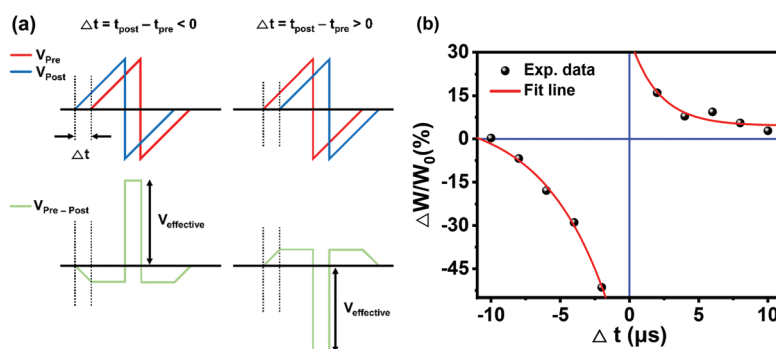 (a)
△t = tpost – tpre < 0
△t = tpost – tpre > 0
VPre
VPost
△t
VPre – Post
Veffective
Veffective
(b)
△W/W0(%)
30
15
0
-15
-30
-45
Exp. data
Fit line
-10
-5
0
5
10
△ t (μs)